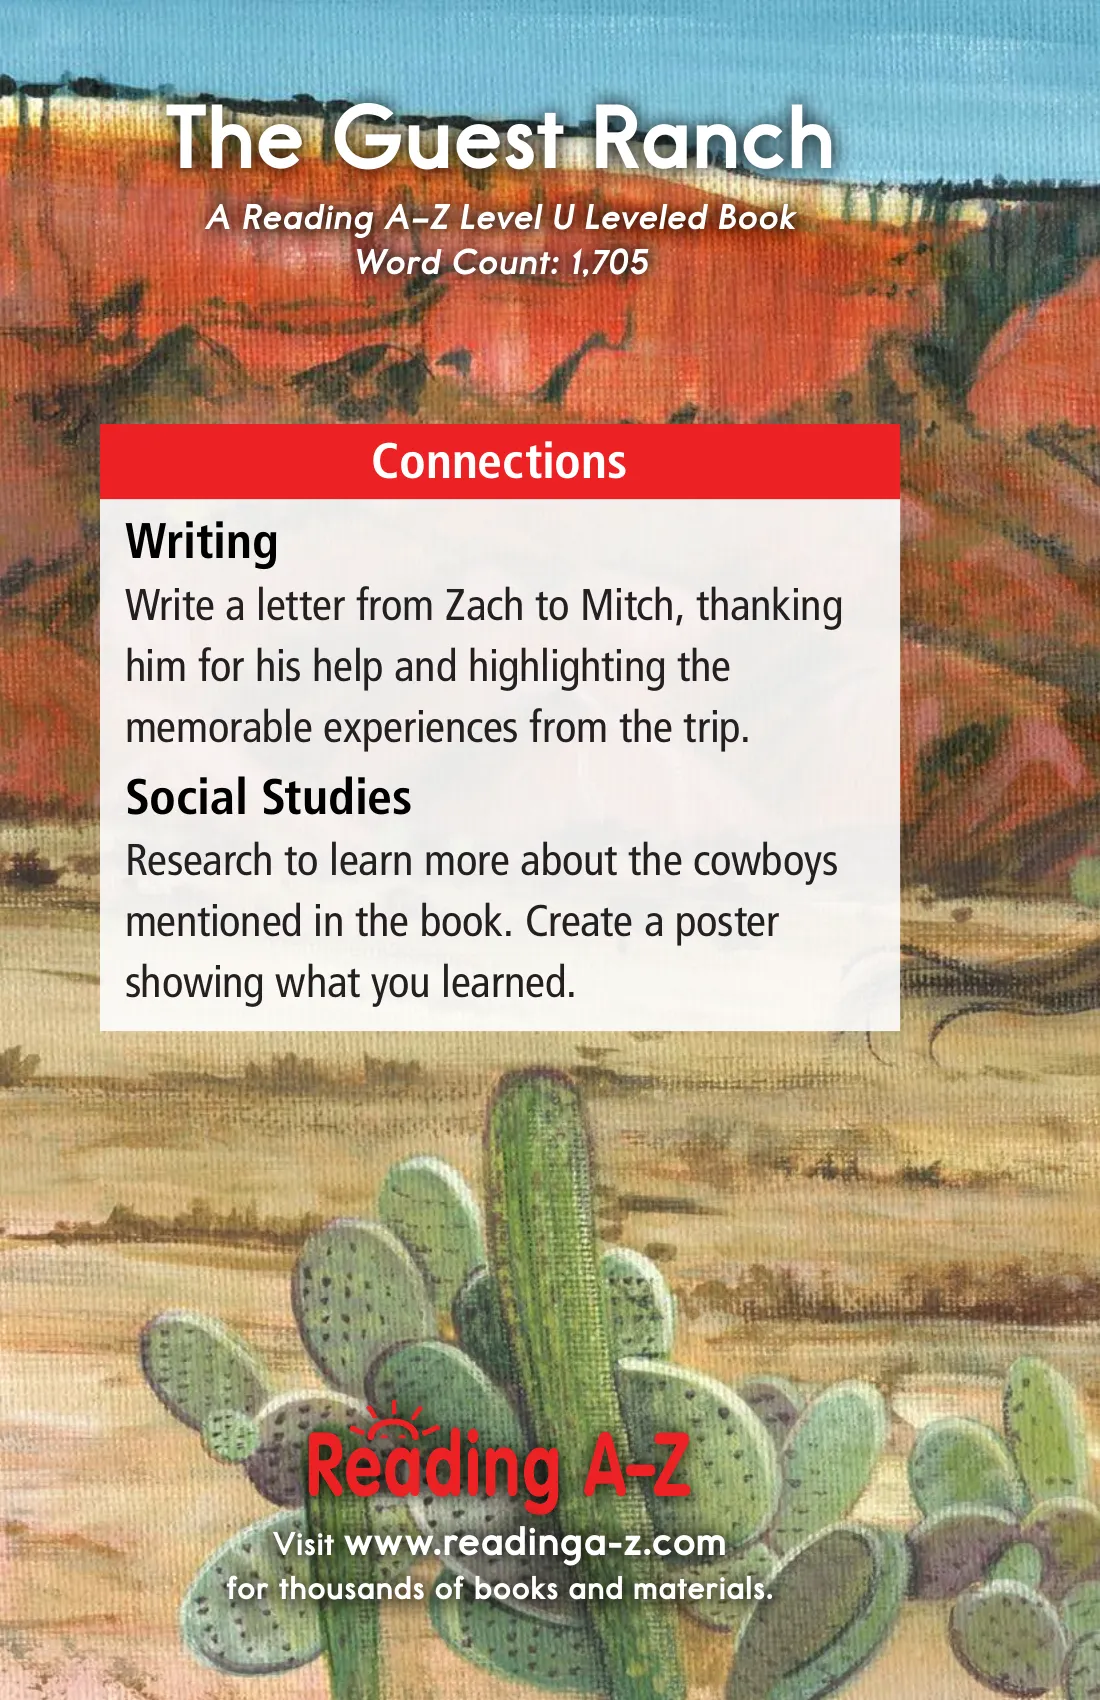 The Guest Ranch
A Reading A–Z Level U Leveled Book
Word Count: 1,705
Connections
Writing
Write a letter from Zach to Mitch, thanking
him for his help and highlighting the
memorable experiences from the trip.
Social Studies
Research to learn more about the cowboys
mentioned in the book. Create a poster
showing what you learned.
Reading A–Z
Visit www.readinga-z.com
for thousands of books and materials.